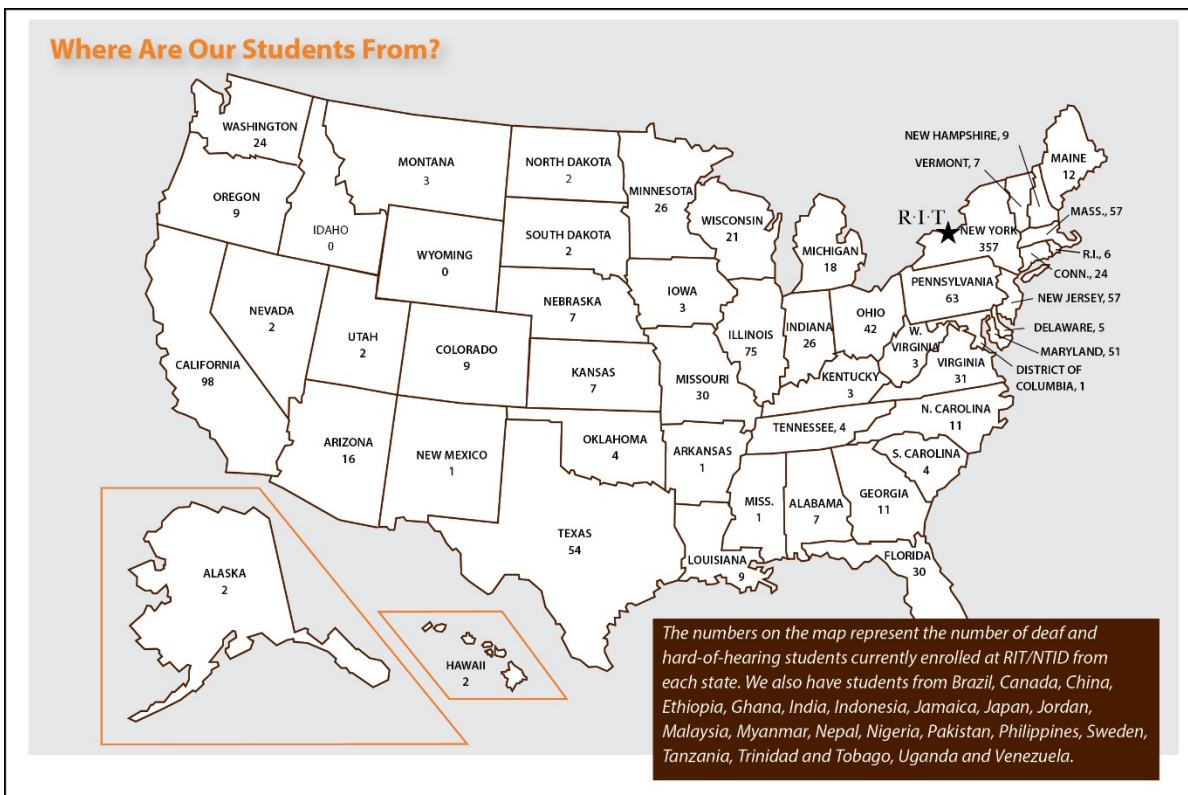 Where Are Our Students From?
WASHINGTON
24
OREGON
9
IDAHO
0
MONTANA
3
NORTH DAKOTA
2
MINNESOTA
26
SOUTH DAKOTA
2
WYOMING
0
WISCONSIN
21
MICHIGAN
18
R·I·T
NEW YORK
357
VERMONT, 7
NEW HAMPSHIRE, 9
MAINE
12
MASS., 57
R.I., 6
CONN., 24
NEW JERSEY, 57
PENNSYLVANIA
63
DELAWARE, 5
MARYLAND, 51
DISTRICT OF
COLUMBIA, 1
NEVADA
2
UTAH
2
CALIFORNIA
98
COLORADO
9
NEBRASKA
7
IOWA
3
ILLINOIS
75
INDIANA
26
OHIO
42
W.
VIRGINIA
3
VIRGINIA
31
KANSAS
7
MISSOURI
30
KENTUCKY
3
TENNESSEE, 4
N. CAROLINA
11
S. CAROLINA
4
ARIZONA
16
NEW MEXICO
1
OKLAHOMA
4
ARKANSAS
1
TEXAS
54
LOUISIANA
9
MISS.
1
ALABAMA
7
GEORGIA
11
FLORIDA
30
ALASKA
2
HAWAII
2
The numbers on the map represent the number of deaf and
hard-of-hearing students currently enrolled at RIT/NTID from
each state. We also have students from Brazil, Canada, China,
Ethiopia, Ghana, India, Indonesia, Jamaica, Japan, Jordan,
Malaysia, Myanmar, Nepal, Nigeria, Pakistan, Philippines, Sweden,
Tanzania, Trinidad and Tobago, Uganda and Venezuela.